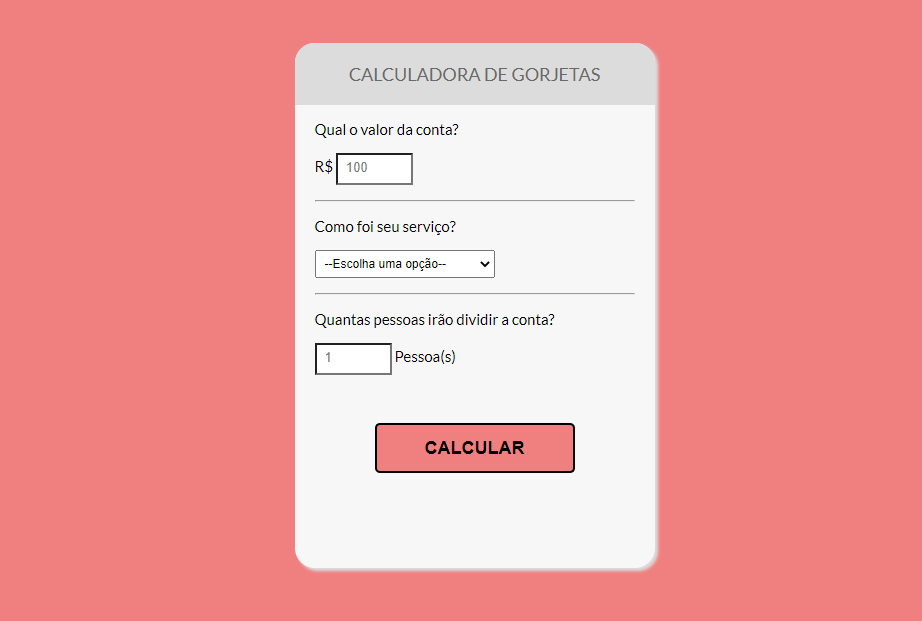 CALCULADORA DE GORJETAS
Qual o valor da conta?
R$ 100
Como foi seu serviço?
--Escolha uma opção--
Quantas pessoas irão dividir a conta?
1 Pessoa(s)
CALCULAR